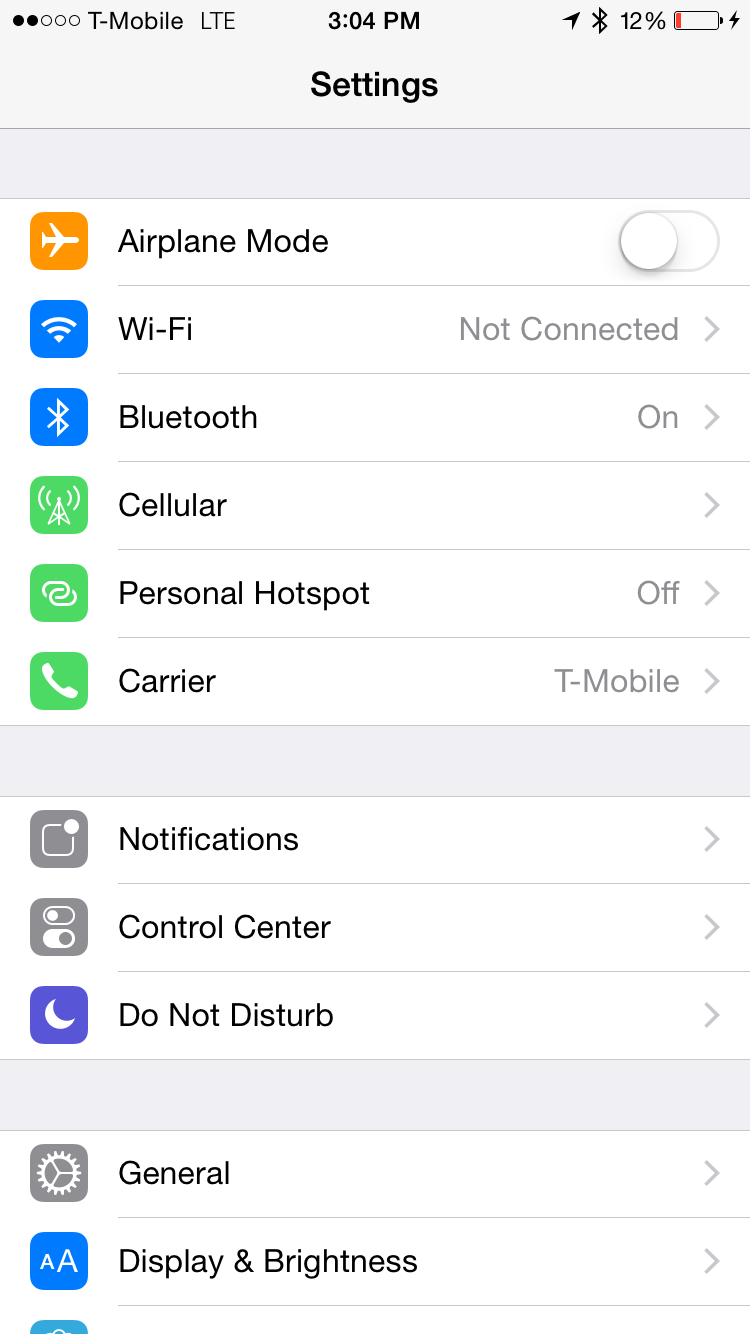 T-Mobile LTE 3:04 PM 12%
Settings
Airplane Mode
Wi-Fi Not Connected
Bluetooth On
Cellular
Personal Hotspot Off
Carrier T-Mobile
Notifications
Control Center
Do Not Disturb
General
AA Display & Brightness